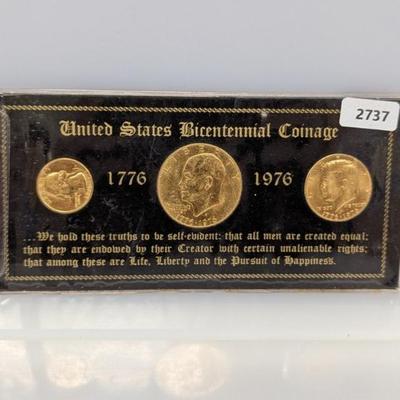 2737
United States Bicentennial Coinage
1776 1976
...We hold these truths to be self-evident: that all men are created equal;
that they are endowed by their Creator with certain unalienable rights;
that among these are Life, Liberty and the Pursuit of Happiness.